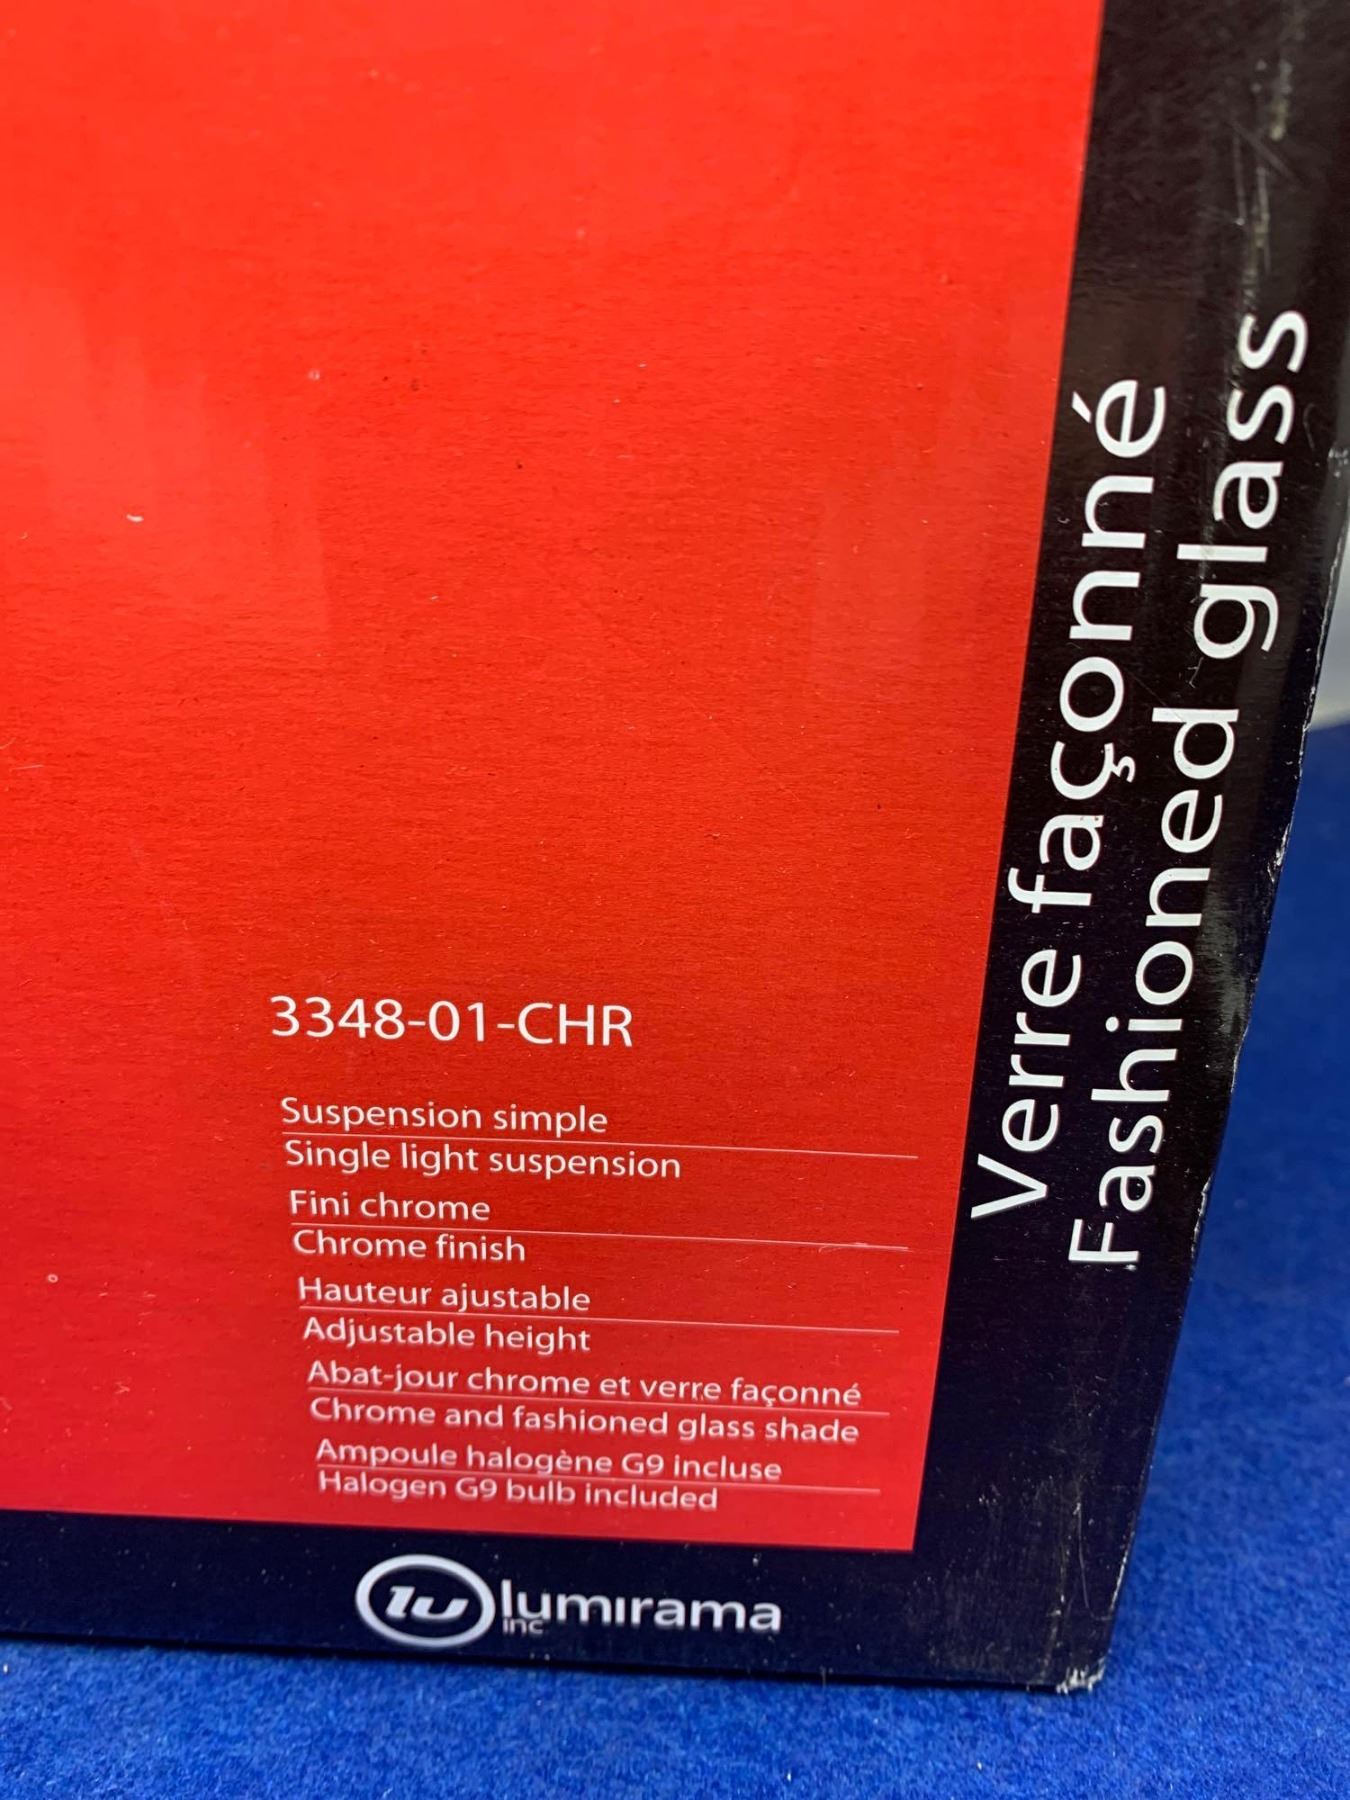 Verre façonné
Fashioned glass
3348-01-CHR
Suspension simple
Single light suspension
Fini chrome
Chrome finish
Hauteur ajustable
Adjustable height
Abat-jour chrome et verre façonné
Chrome and fashioned glass shade
Ampoule halogène G9 incluse
Halogen G9 bulb included
lu lumirama
inc